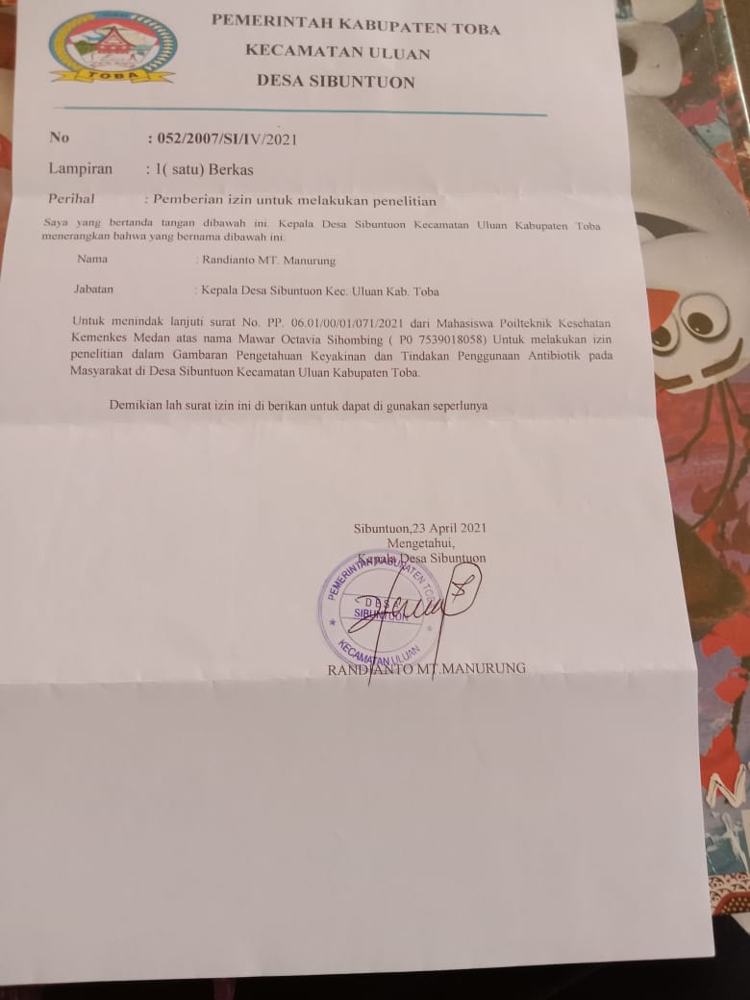 TOBA
PEMERINTAH KABUPATEN TOBA
KECAMATAN ULUAN
DESA SIBUNTUON
No : 052/2007/SI/IV/2021
Lampiran : 1( satu) Berkas
Perihal : Pemberian izin untuk melakukan penelitian
Saya yang bertanda tangan dibawah ini. Kepala Desa Sibuntuon Kecamatan Uluan Kabupaten Toba
menerangkan bahwa yang bernama dibawah ini:
Nama : Randianto MT. Manurung
Jabatan : Kepala Desa Sibuntuon Kec. Uluan Kab. Toba
Untuk menindak lanjuti surat No. PP. 06.01/00/01/071/2021 dari Mahasiswa Poilteknik Kesehatan
Kemenkes Medan atas nama Mawar Octavia Sihombing ( P0 7539018058) Untuk melakukan izin
penelitian dalam Gambaran Pengetahuan Keyakinan dan Tindakan Penggunaan Antibiotik pada
Masyarakat di Desa Sibuntuon Kecamatan Uluan Kabupaten Toba.
Demikian lah surat izin ini di berikan untuk dapat di gunakan seperlunya
Sibuntuon,23 April 2021
Mengetahui,
Kepala Desa Sibuntuon
PEMERINTAH KABUPATEN TOBA
DESA
SIBUNTUON
KECAMATAN ULUAN
RANDIANTO MT.MANURUNG